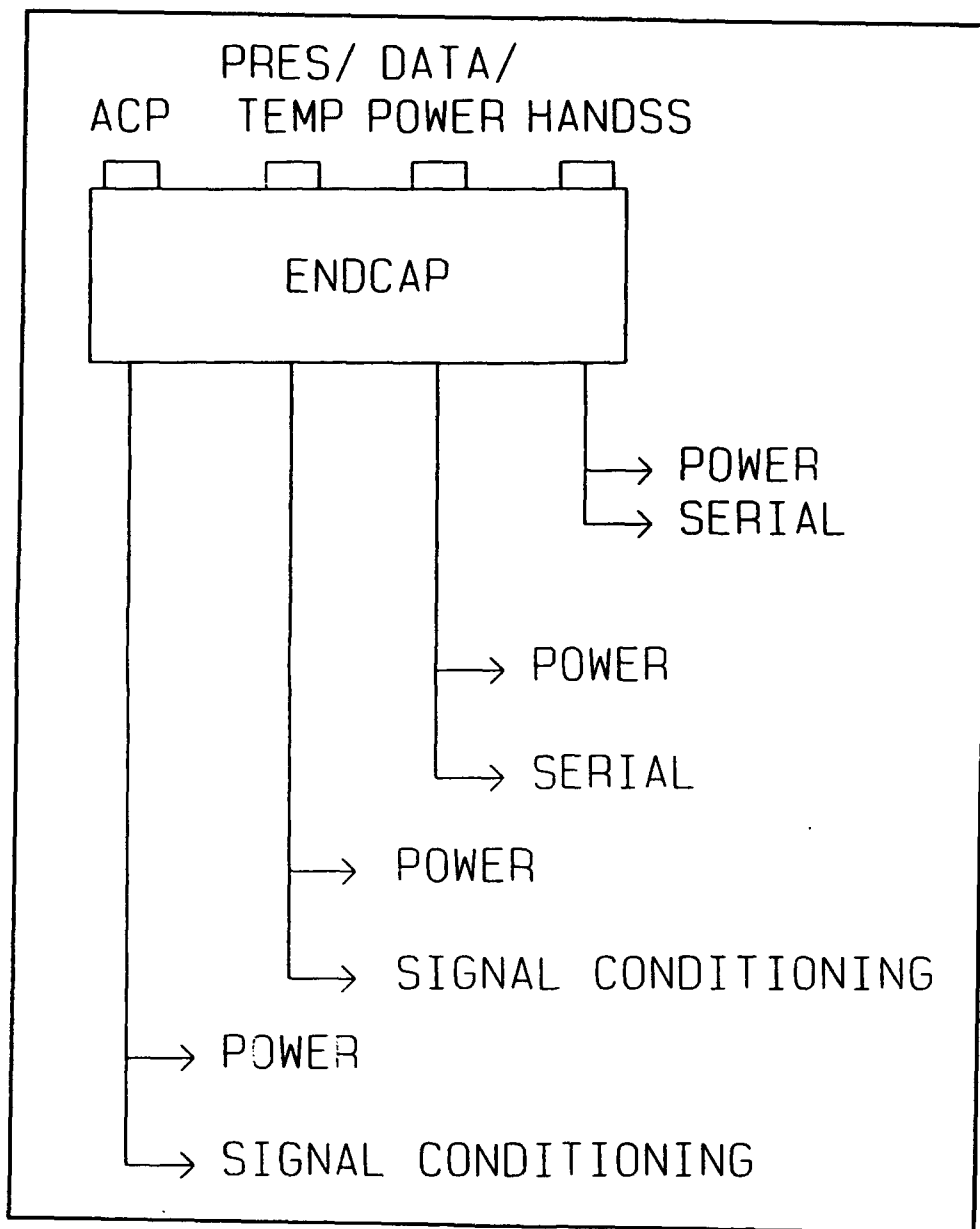 PRES/ DATA/
ACP TEMP POWER HANDSS
ENDCAP
POWER
SERIAL
POWER
SERIAL
POWER
SIGNAL CONDITIONING
POWER
SIGNAL CONDITIONING